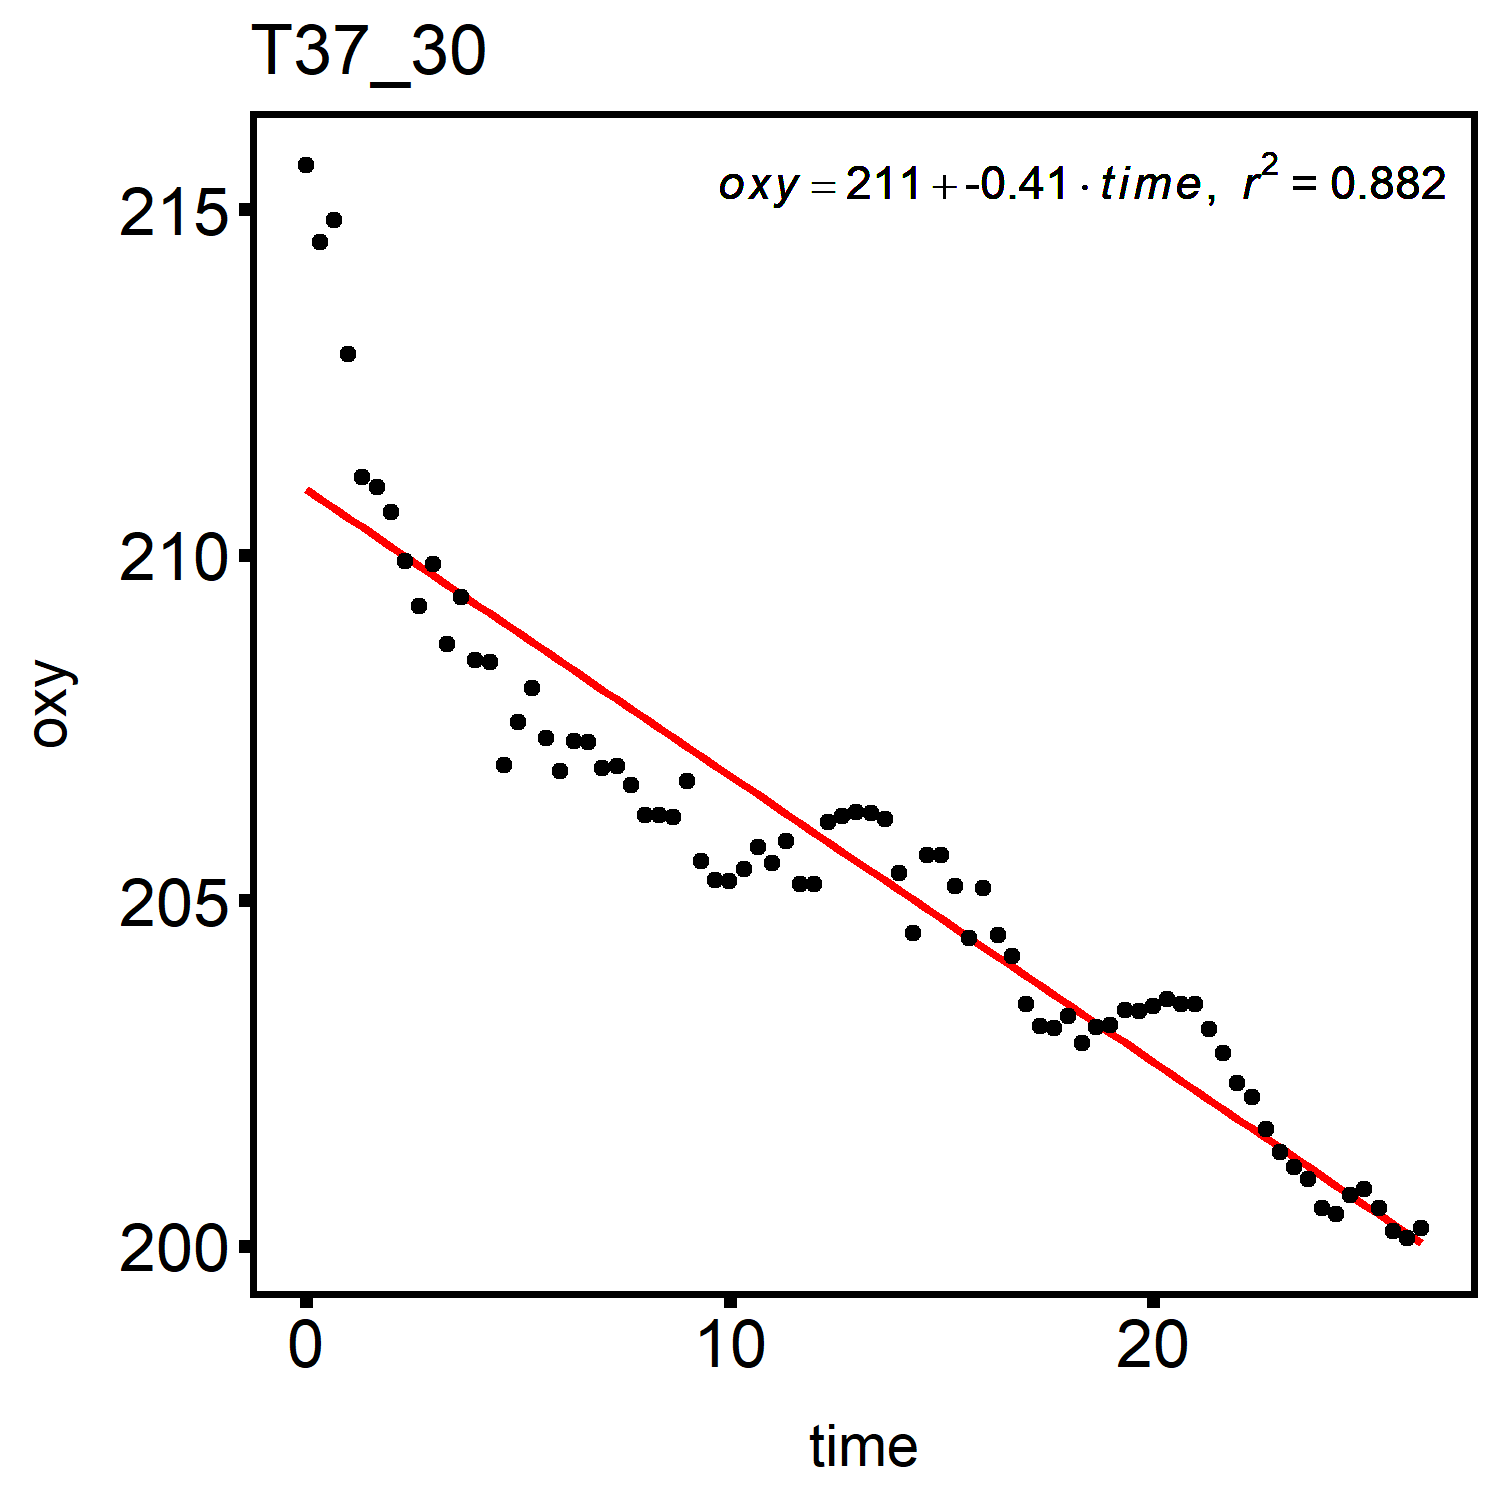 T37_30
oxy = 211 + -0.41 · time, r² = 0.882
215
210
205
200
oxy
0 10 20
time